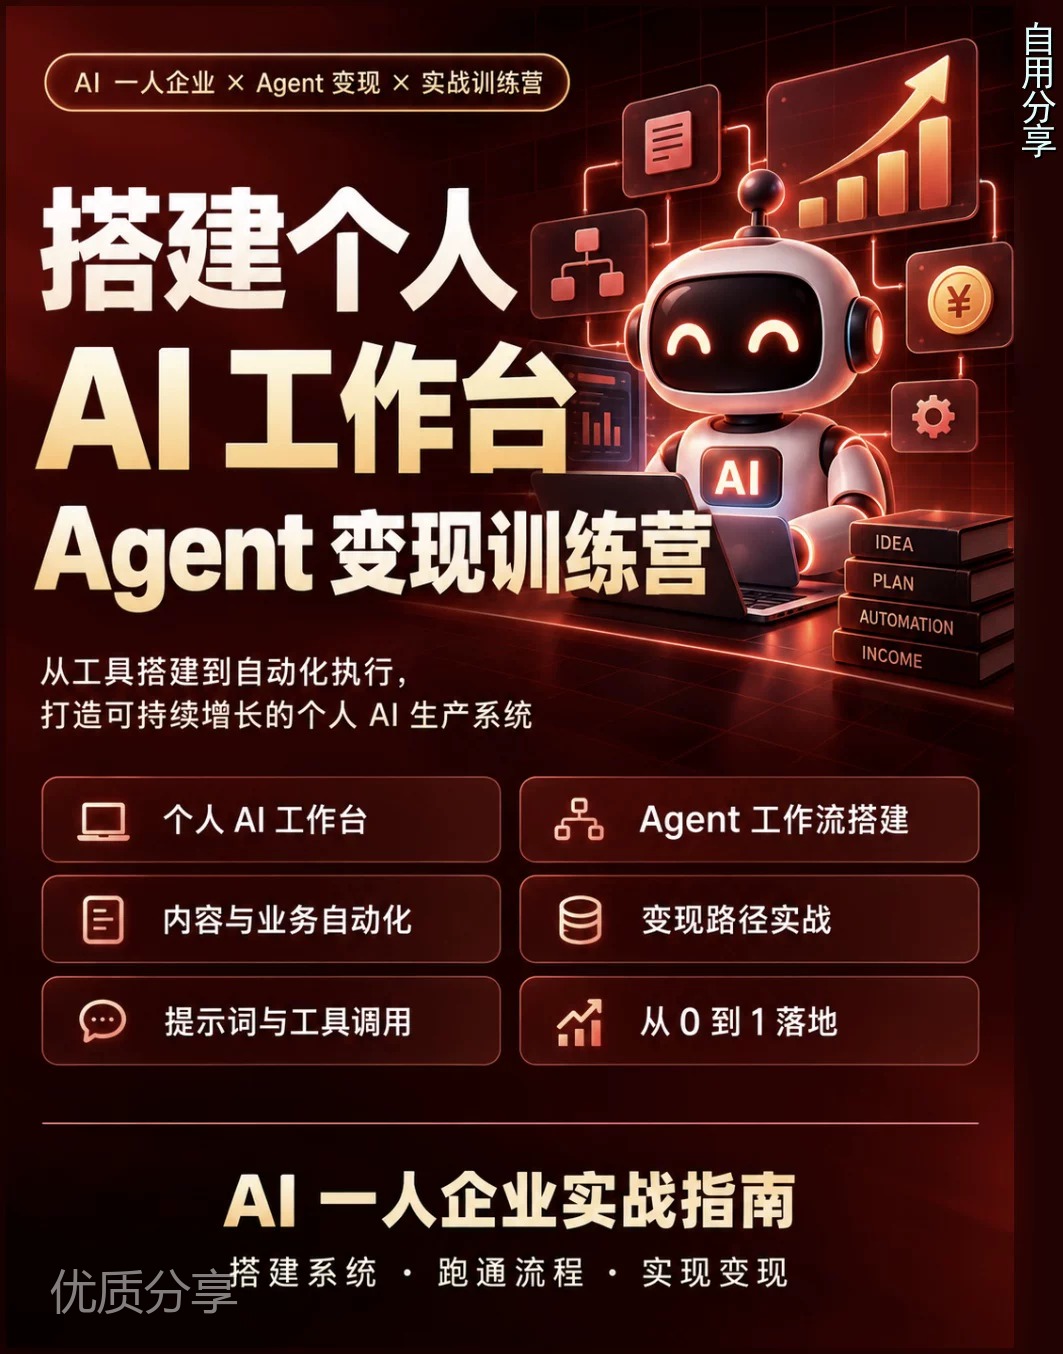 AI 一人企业 × Agent 变现 × 实战训练营
自用分享
搭建个人
AI 工作台
Agent 变现训练营
AI
IDEA
PLAN
AUTOMATION
INCOME
从工具搭建到自动化执行，
打造可持续增长的个人 AI 生产系统
个人 AI 工作台
Agent 工作流搭建
内容与业务自动化
变现路径实战
提示词与工具调用
从 0 到 1 落地
AI 一人企业实战指南
搭建系统 · 跑通流程 · 实现变现
优质分享
¥